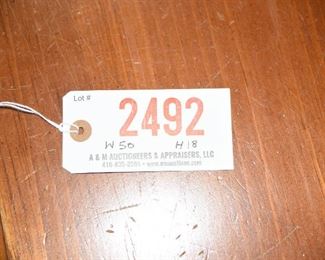 Lot #
2492
W 50 H 18
A & M AUCTIONEERS & APPRAISERS, LLC